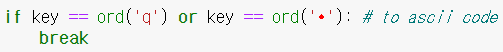 if key == ord('q') or key == ord('•'): # to ascii code
    break